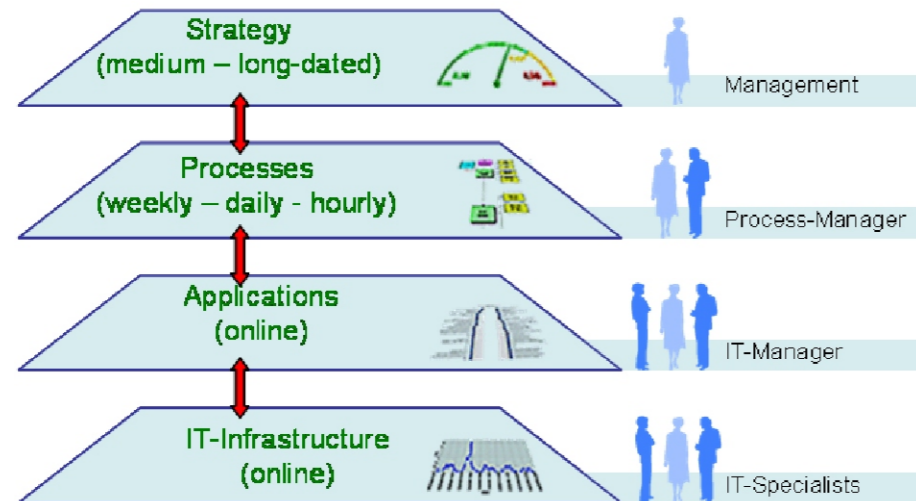 Strategy
(medium – long-dated)
Management
Processes
(weekly – daily - hourly)
Process-Manager
Applications
(online)
IT-Manager
IT-Infrastructure
(online)
IT-Specialists